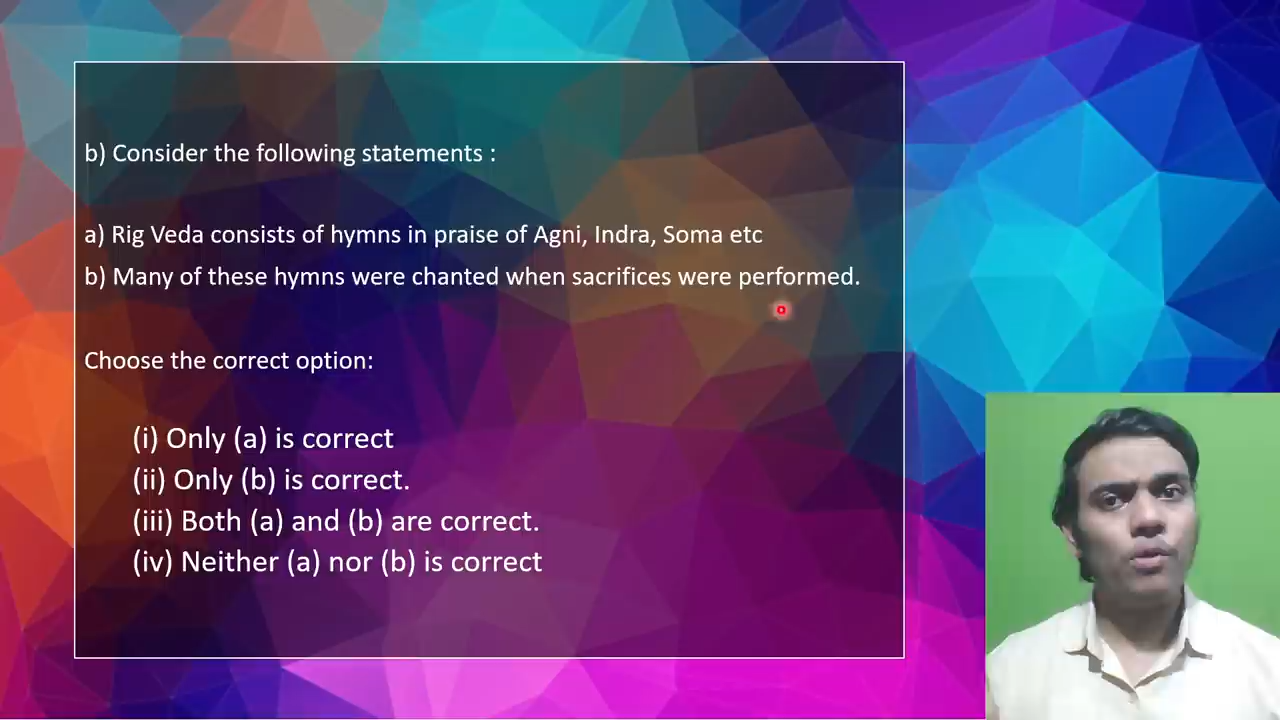 b) Consider the following statements :
a) Rig Veda consists of hymns in praise of Agni, Indra, Soma etc
b) Many of these hymns were chanted when sacrifices were performed.
Choose the correct option:
(i) Only (a) is correct
(ii) Only (b) is correct.
(iii) Both (a) and (b) are correct.
(iv) Neither (a) nor (b) is correct